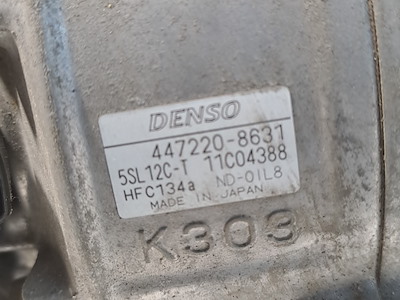 DENSO
447220-8631
5SL12C-T 11C04388
HFC134a ND-OIL8
MADE IN JAPAN
K303